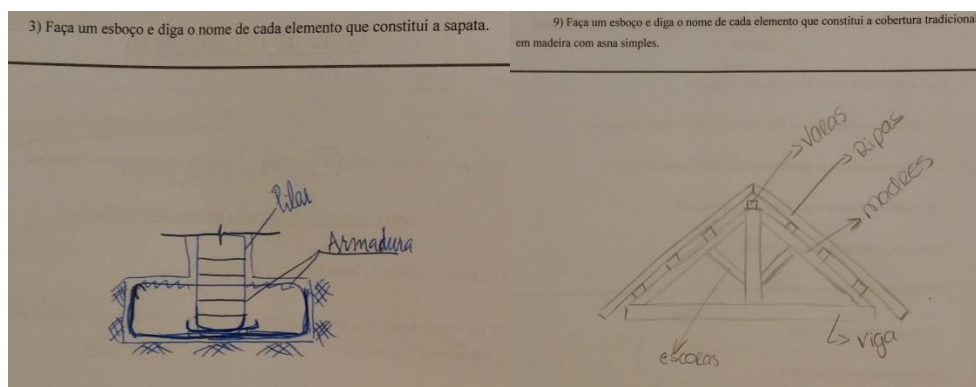 3) Faça um esboço e diga o nome de cada elemento que constitui a sapata.
Pilar
Armadura
9) Faça um esboço e diga o nome de cada elemento que constitui a cobertura tradiciona
em madeira com asna simples.
Varas
Ripas
madres
escoras
viga